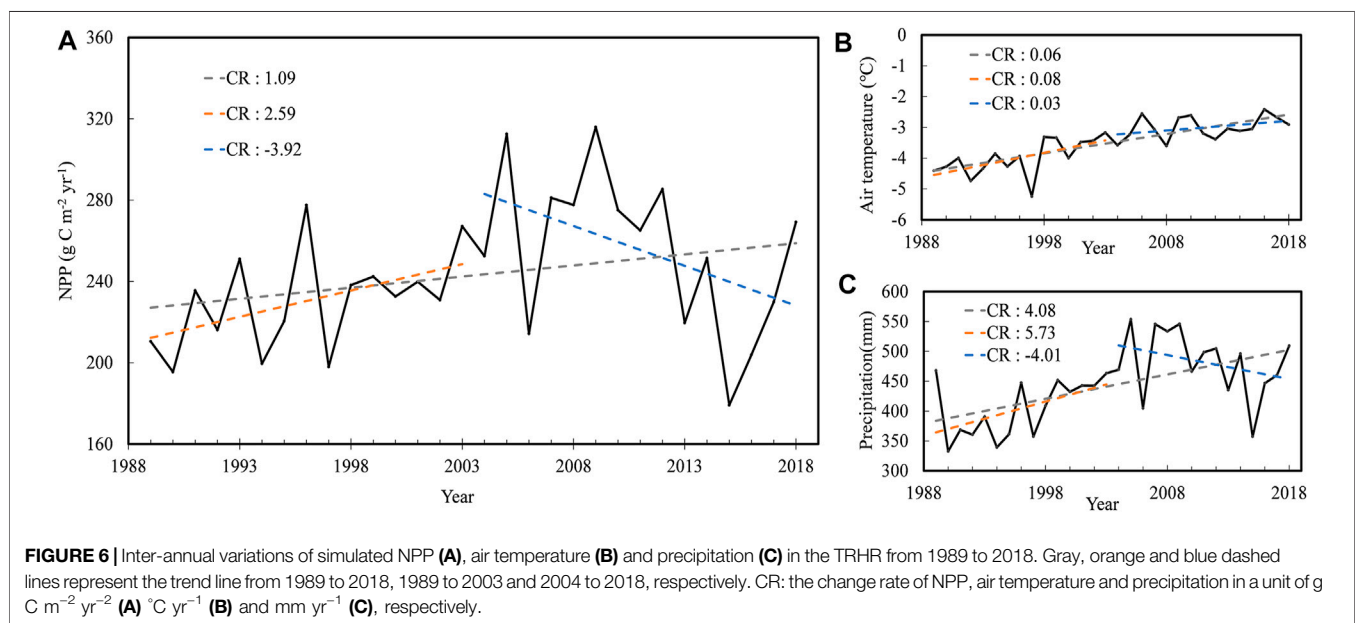 A
360
320
280
240
200
160
NPP (g C m⁻² yr⁻¹)
CR : 1.09
CR : 2.59
CR : -3.92
1988 1993 1998 2003 2008 2013 2018
Year
B
0
-1
-2
-3
-4
-5
-6
Air temperature (°C)
CR : 0.06
CR : 0.08
CR : 0.03
1988 1998 2008 2018
Year
C
600
550
500
450
400
350
300
Precipitation(mm)
CR : 4.08
CR : 5.73
CR : -4.01
1988 1998 2008 2018
Year
FIGURE 6 | Inter-annual variations of simulated NPP (A), air temperature (B) and precipitation (C) in the TRHR from 1989 to 2018. Gray, orange and blue dashed
lines represent the trend line from 1989 to 2018, 1989 to 2003 and 2004 to 2018, respectively. CR: the change rate of NPP, air temperature and precipitation in a unit of g
C m⁻² yr⁻² (A) °C yr⁻¹ (B) and mm yr⁻¹ (C), respectively.